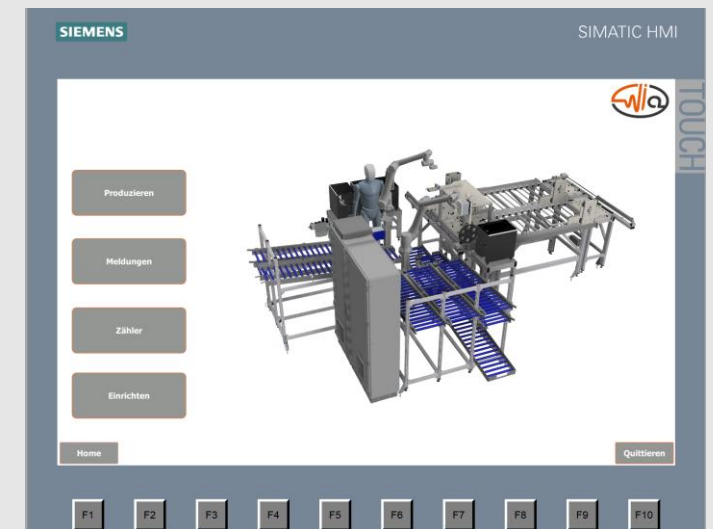 SIEMENS
SIMATIC HMI
TOUCH
wia
Produzieren
Meldungen
Zähler
Einrichten
Home
Quittieren
F1 F2 F3 F4 F5 F6 F7 F8 F9 F10